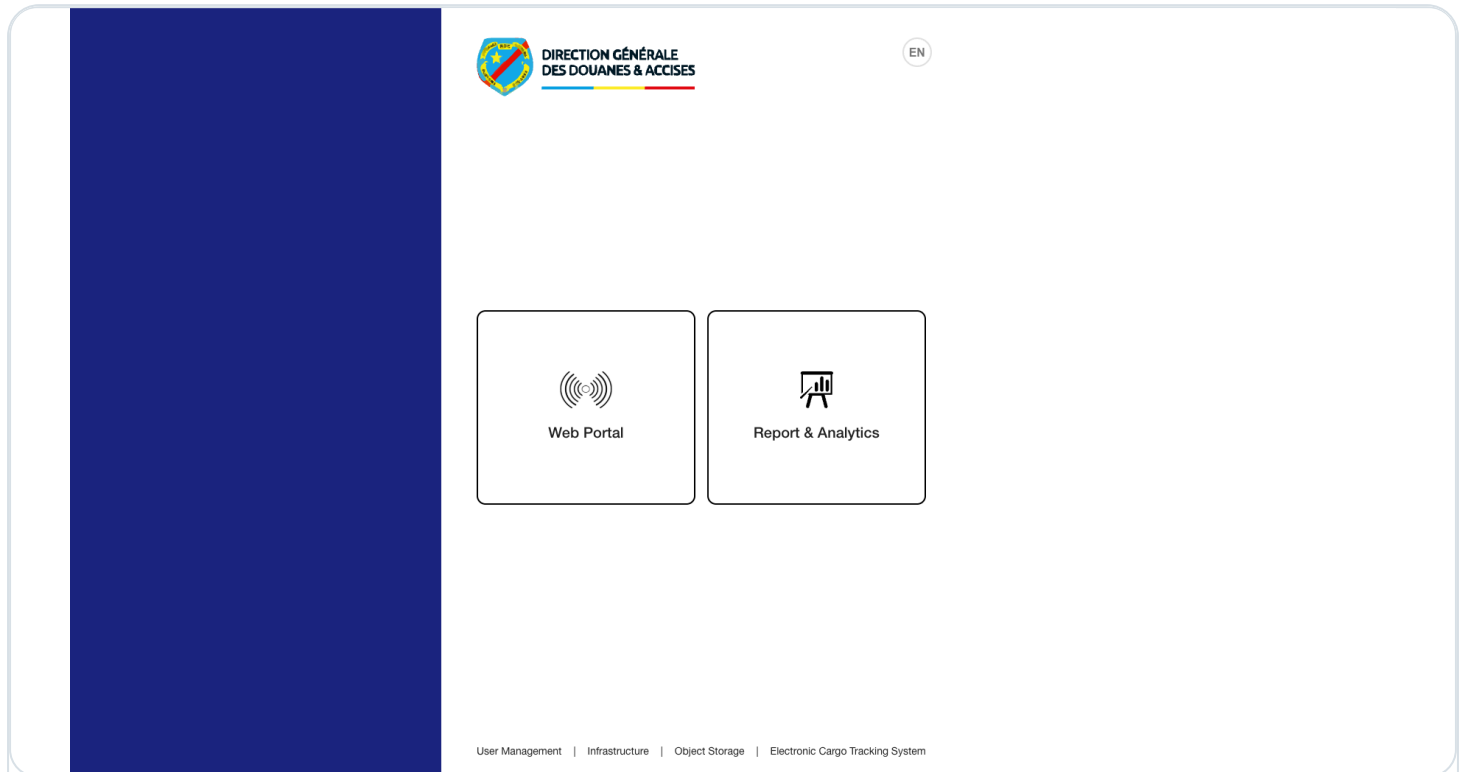 DIRECTION GÉNÉRALE
DES DOUANES & ACCISES
EN
Web Portal
Report & Analytics
User Management | Infrastructure | Object Storage | Electronic Cargo Tracking System